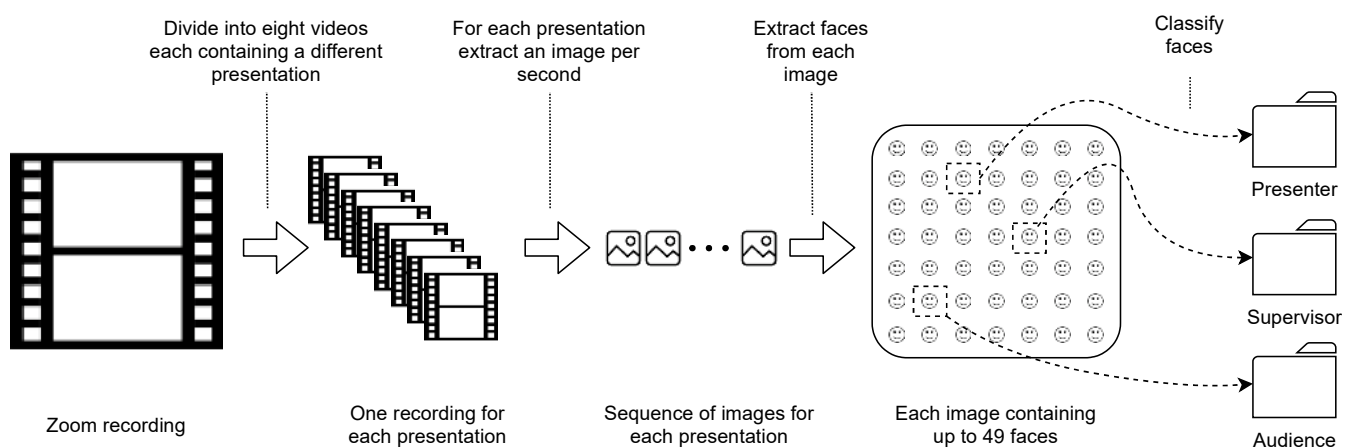 Divide into eight videos
each containing a different
presentation
For each presentation
extract an image per
second
Extract faces
from each
image
Classify
faces
Presenter
Supervisor
Audience
Zoom recording
One recording for
each presentation
Sequence of images for
each presentation
Each image containing
up to 49 faces